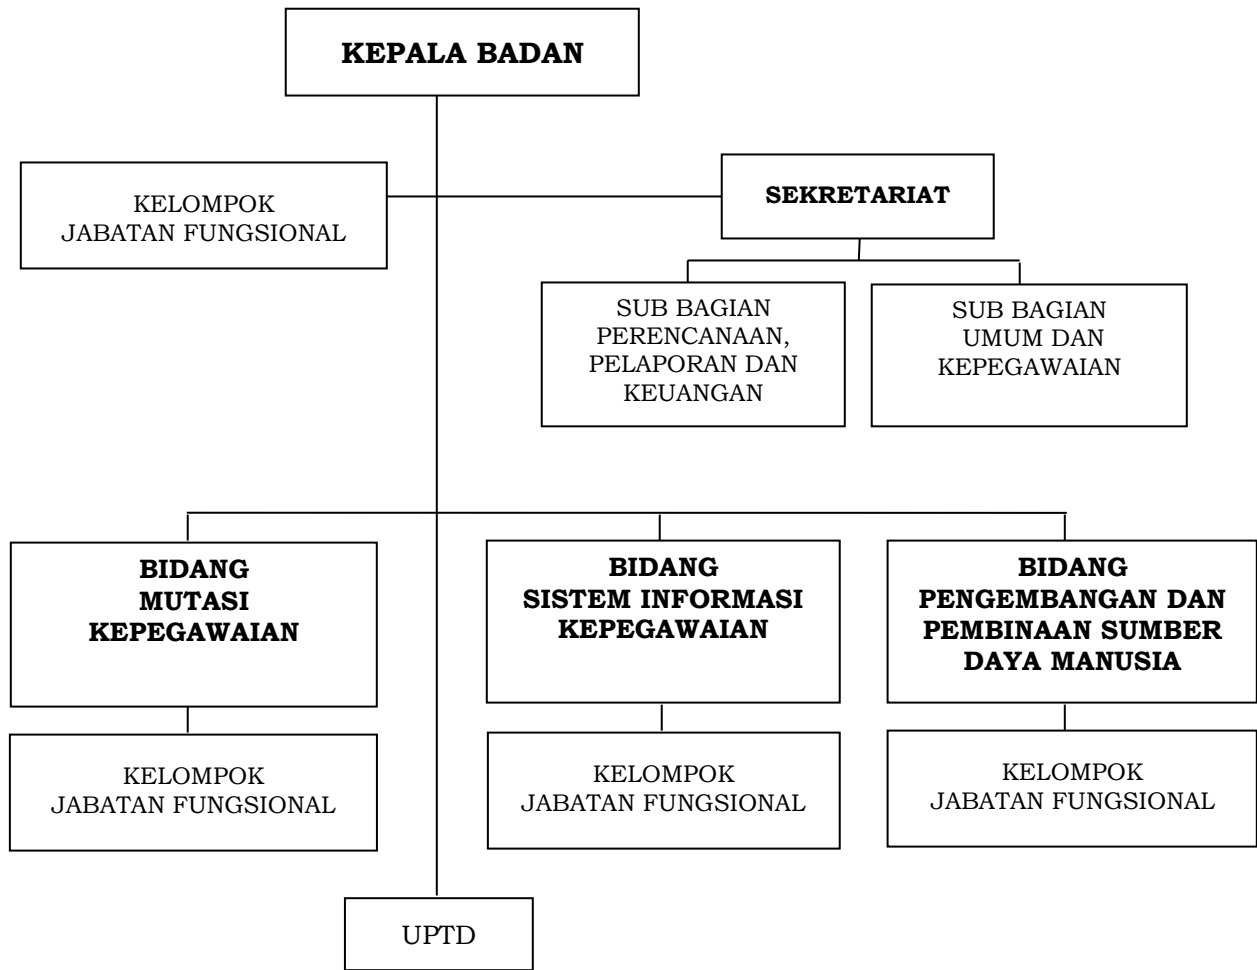 KEPALA BADAN
KELOMPOK
JABATAN FUNGSIONAL
SEKRETARIAT
SUB BAGIAN
PERENCANAAN,
PELAPORAN DAN
KEUANGAN
SUB BAGIAN
UMUM DAN
KEPEGAWAIAN
BIDANG
MUTASI
KEPEGAWAIAN
BIDANG
SISTEM INFORMASI
KEPEGAWAIAN
BIDANG
PENGEMBANGAN DAN
PEMBINAAN SUMBER
DAYA MANUSIA
KELOMPOK
JABATAN FUNGSIONAL
KELOMPOK
JABATAN FUNGSIONAL
KELOMPOK
JABATAN FUNGSIONAL
UPTD